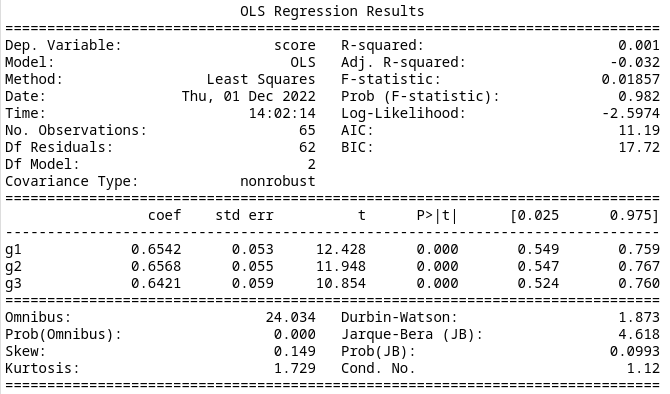 OLS Regression Results
==============================================================================
Dep. Variable: score R-squared: 0.001
Model: OLS Adj. R-squared: -0.032
Method: Least Squares F-statistic: 0.01857
Date: Thu, 01 Dec 2022 Prob (F-statistic): 0.982
Time: 14:02:14 Log-Likelihood: -2.5974
No. Observations: 65 AIC: 11.19
Df Residuals: 62 BIC: 17.72
Df Model: 2
Covariance Type: nonrobust
==============================================================================
coef std err t P>|t| [0.025 0.975]
------------------------------------------------------------------------------
g1 0.6542 0.053 12.428 0.000 0.549 0.759
g2 0.6568 0.055 11.948 0.000 0.547 0.767
g3 0.6421 0.059 10.854 0.000 0.524 0.760
==============================================================================
Omnibus: 24.034 Durbin-Watson: 1.873
Prob(Omnibus): 0.000 Jarque-Bera (JB): 4.618
Skew: 0.149 Prob(JB): 0.0993
Kurtosis: 1.729 Cond. No. 1.12
==============================================================================